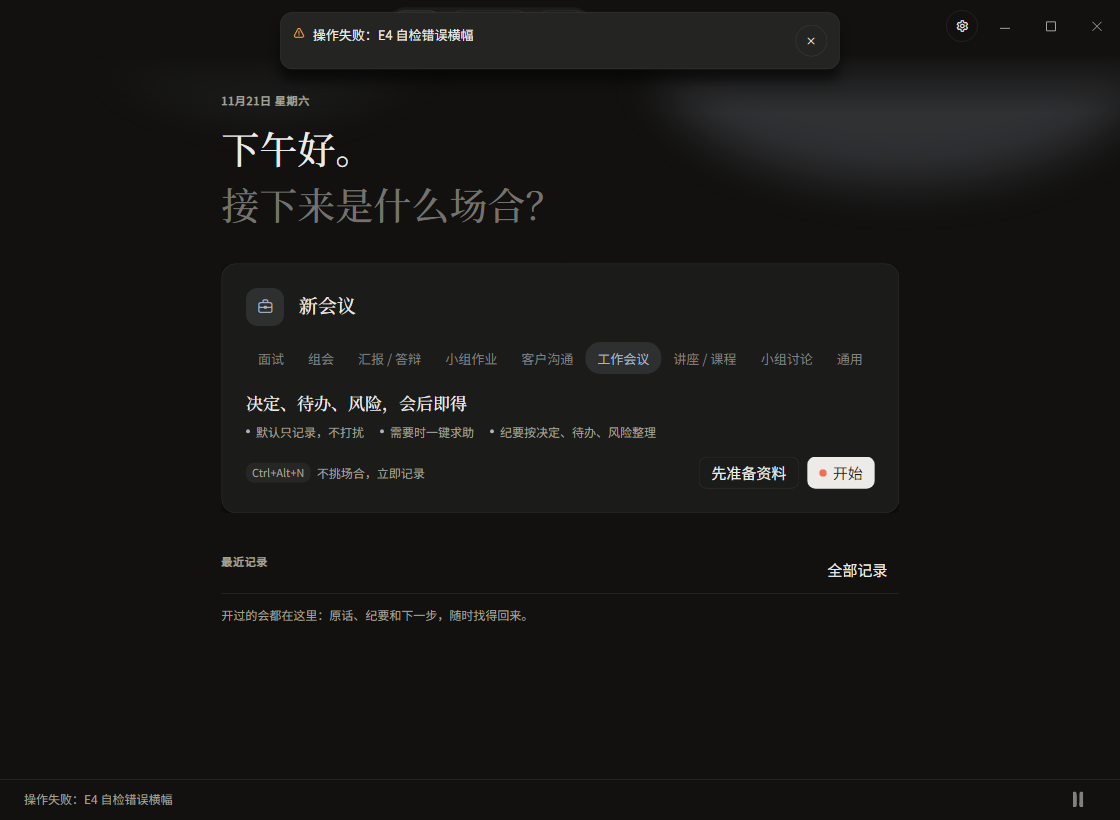 操作失败：E4 自检错误横幅
11月21日 星期六
下午好。
接下来是什么场合？
新会议
面试 组会 汇报 / 答辩 小组作业 客户沟通 工作会议 讲座 / 课程 小组讨论 通用
决定、待办、风险，会后即得
• 默认只记录，不打扰 • 需要时一键求助 • 纪要按决定、待办、风险整理
Ctrl+Alt+N 不挑场合，立即记录 先准备资料 开始
最近记录
全部记录
开过的会都在这里：原话、纪要和下一步，随时找得回来。
操作失败：E4 自检错误横幅